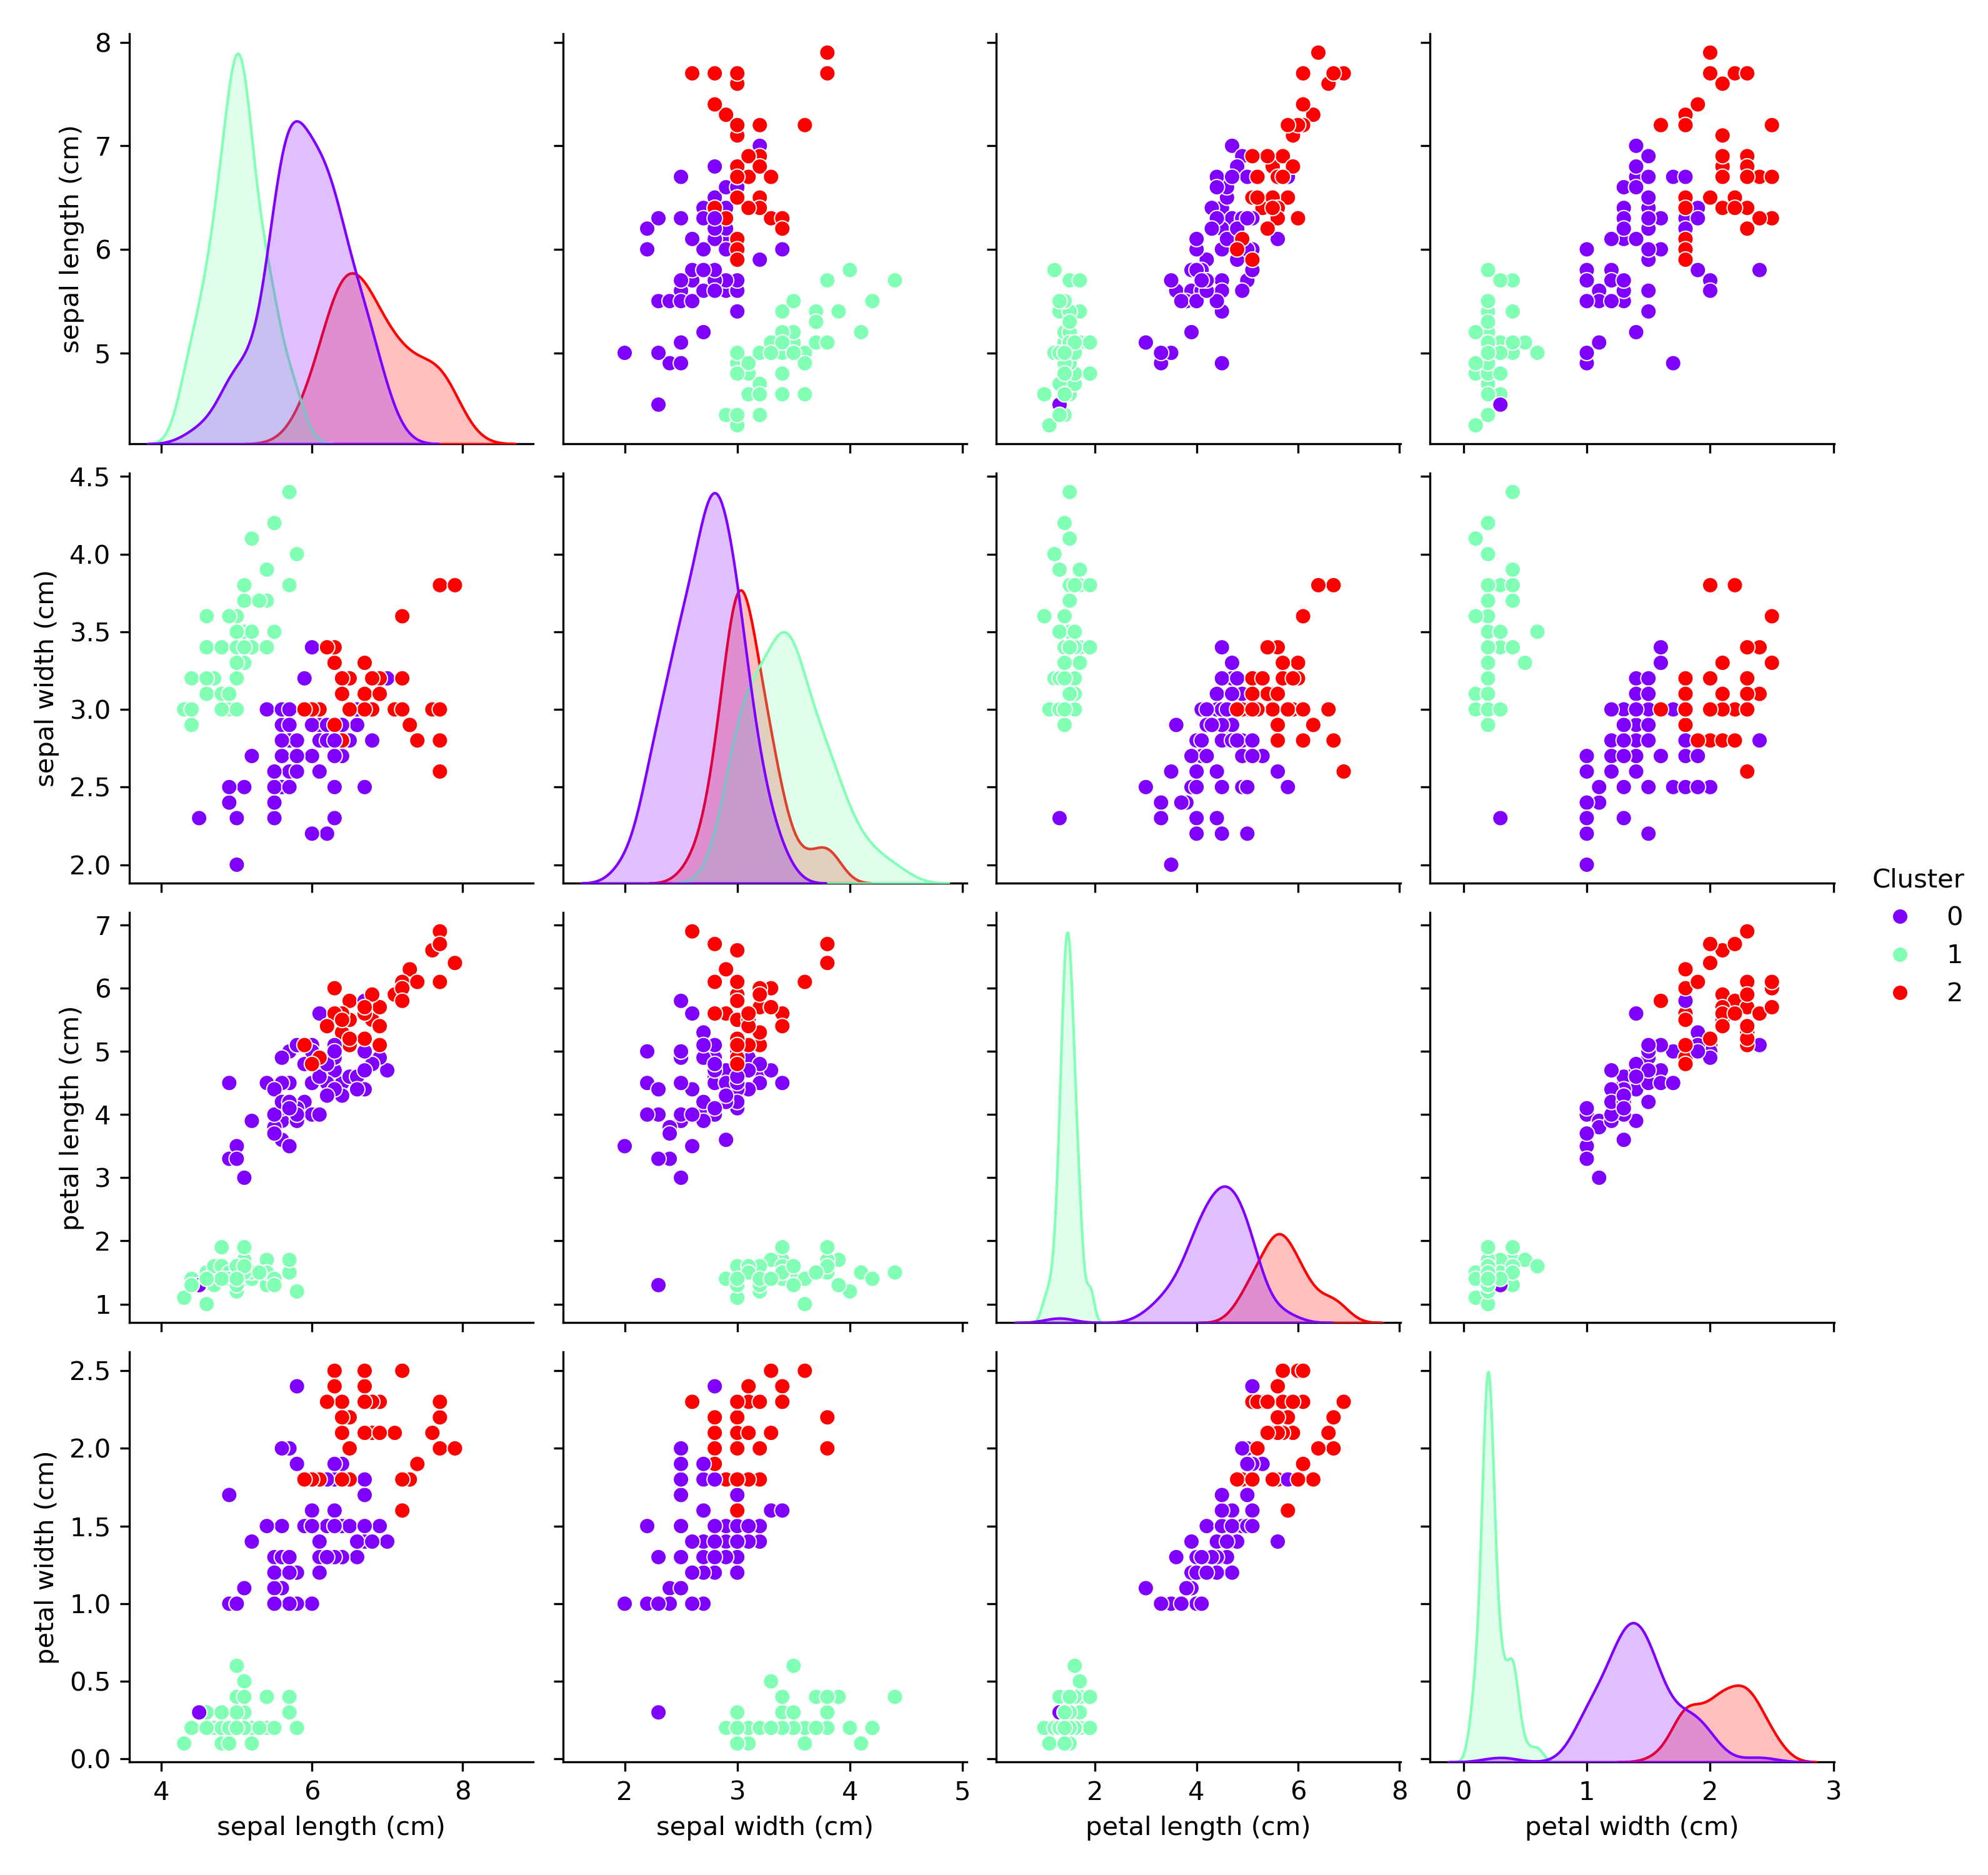 8
7
6
5
sepal length (cm)
4.5
4.0
3.5
3.0
2.5
2.0
sepal width (cm)
Cluster
0
1
2
7
6
5
4
3
2
1
petal length (cm)
2.5
2.0
1.5
1.0
0.5
0.0
petal width (cm)
4 6 8
2 3 4 5
2 4 6 8
0 1 2 3
sepal length (cm)
sepal width (cm)
petal length (cm)
petal width (cm)